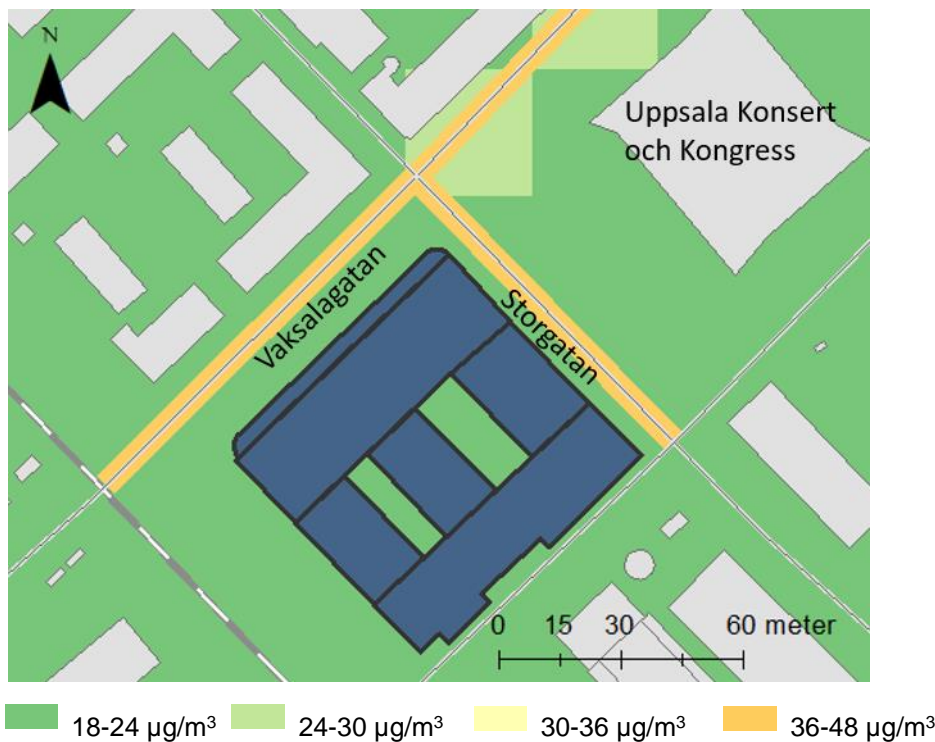 N
Uppsala Konsert
och Kongress
Vaksalagatan
Storgatan
0 15 30 60 meter
18-24 µg/m³ 24-30 µg/m³ 30-36 µg/m³ 36-48 µg/m³